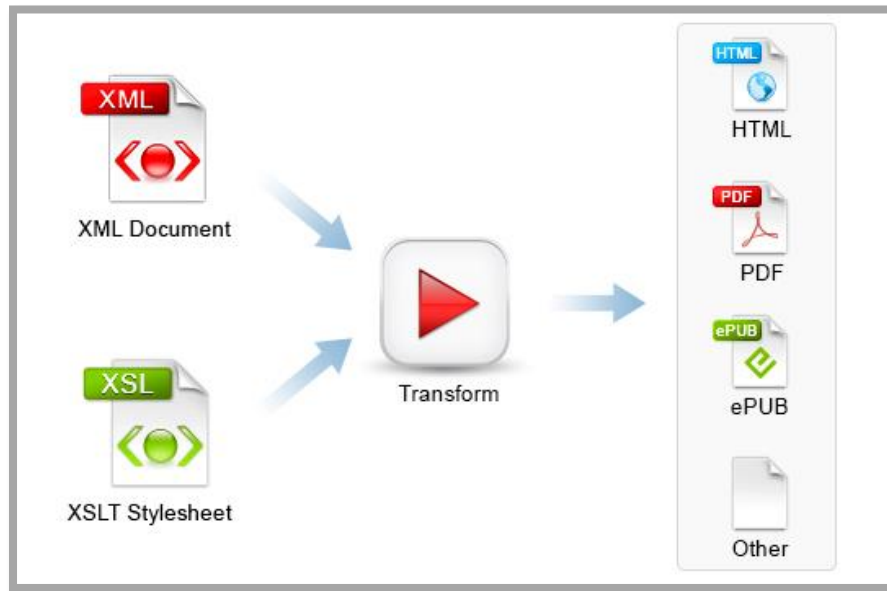 XML
XML Document
XSL
XSLT Stylesheet
Transform
HTML
HTML
PDF
PDF
ePUB
ePUB
Other